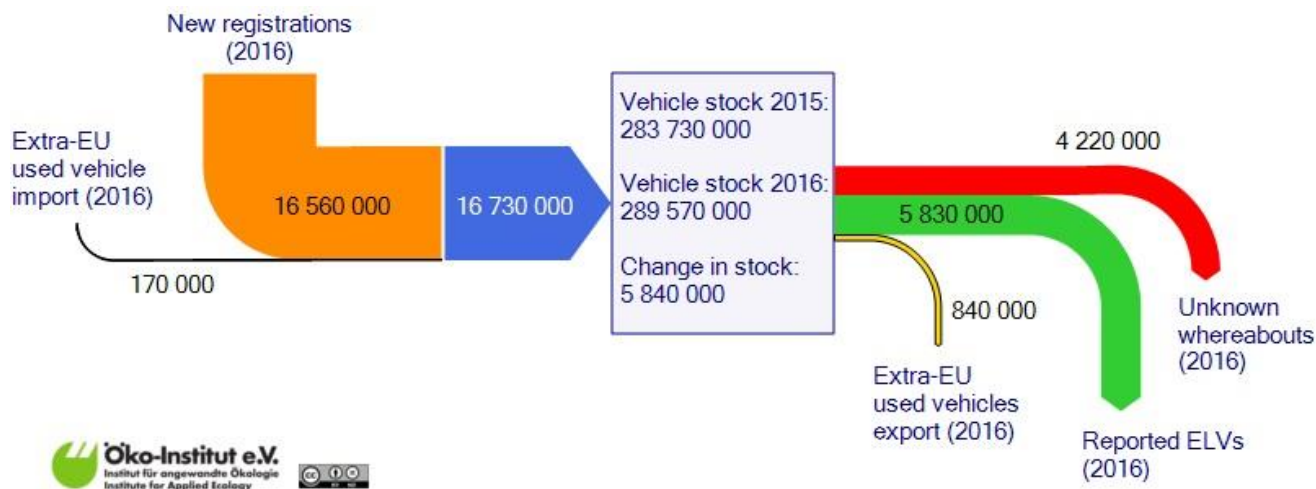 New registrations
(2016)
Extra-EU
used vehicle
import (2016)
170 000
16 560 000
16 730 000
Vehicle stock 2015:
283 730 000
Vehicle stock 2016:
289 570 000
Change in stock:
5 840 000
4 220 000
5 830 000
840 000
Unknown
whereabouts
(2016)
Extra-EU
used vehicles
export (2016)
Reported ELVs
(2016)
Öko-Institut e.V.
Institut für angewandte Ökologie
Institute for Applied Ecology
cc